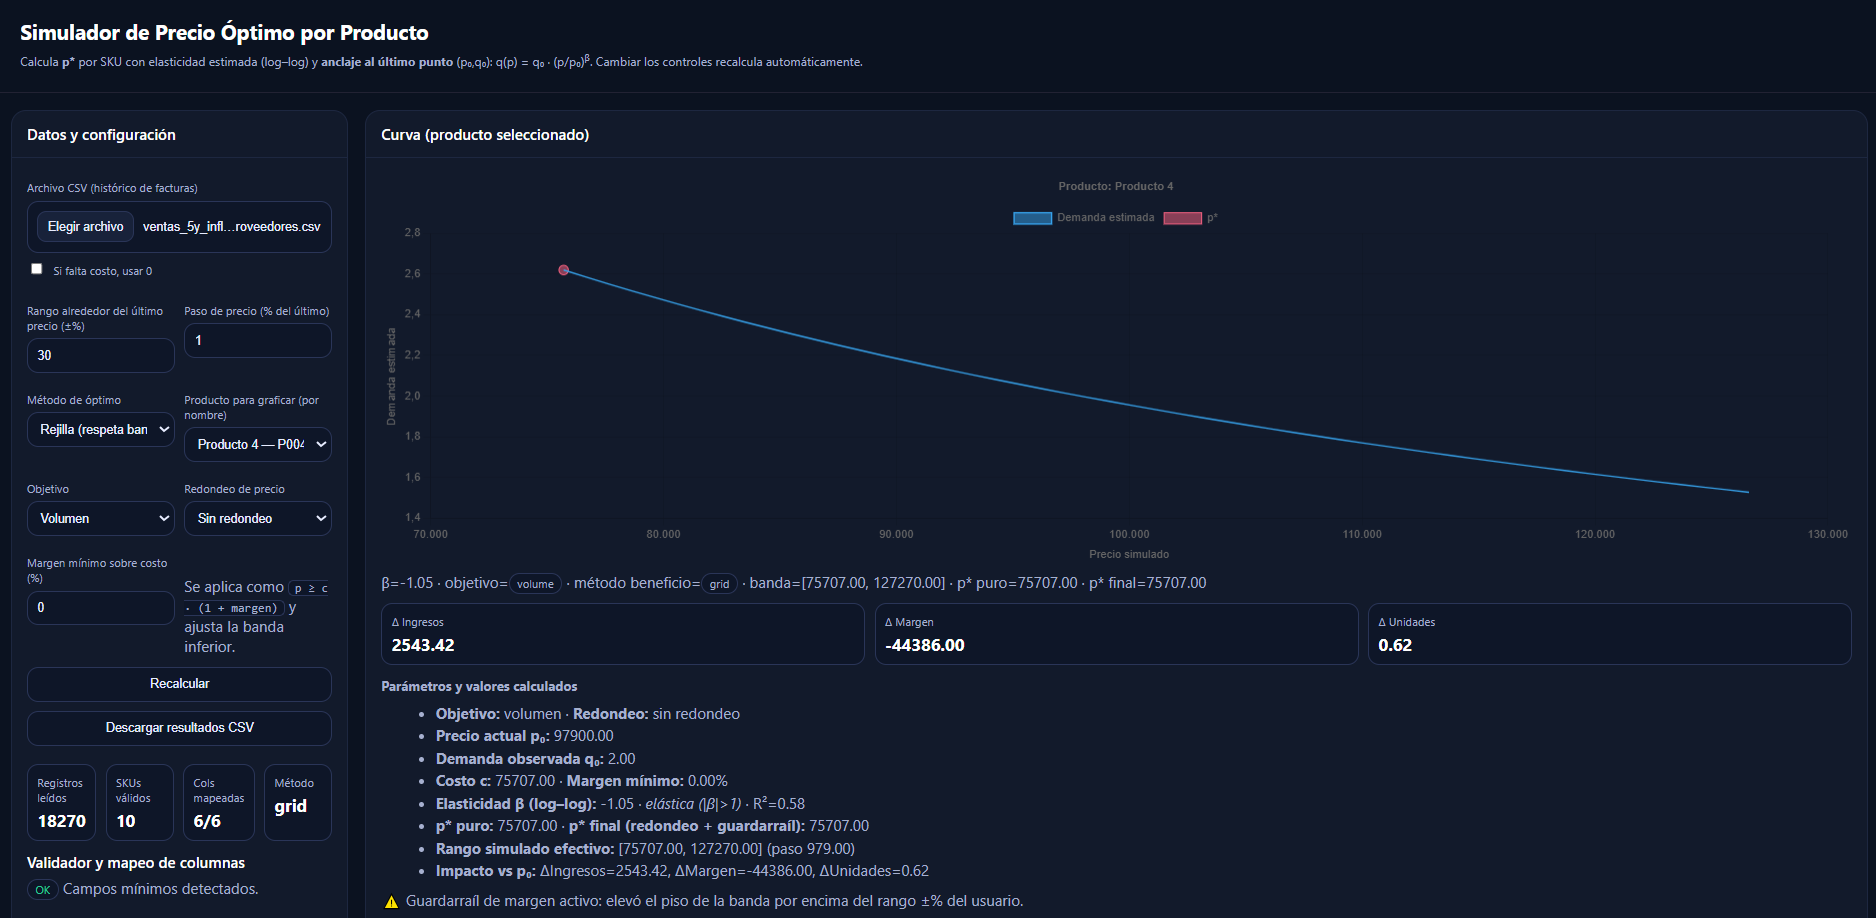 Simulador de Precio Óptimo por Producto
Calcula p* por SKU con elasticidad estimada (log–log) y anclaje al último punto (p₀,q₀): q(p) = q₀ · (p/p₀)^β. Cambiar los controles recalcula automáticamente.
Datos y configuración
Archivo CSV (histórico de facturas)
Elegir archivo ventas_5y_infl...roveedores.csv
Si falta costo, usar 0
Rango alrededor del último
precio (±%)
30
Paso de precio (% del último)
1
Método de óptimo
Rejilla (respeta ban
Producto para graficar (por
nombre)
Producto 4 — P004
Objetivo
Volumen
Redondeo de precio
Sin redondeo
Margen mínimo sobre costo
(%)
0
Se aplica como p ≥ c
· (1 + margen) y
ajusta la banda
inferior.
Recalcular
Descargar resultados CSV
Registros
leídos
18270
SKUs
válidos
10
Cols
mapeadas
6/6
Método
grid
Validador y mapeo de columnas
OK Campos mínimos detectados.
Curva (producto seleccionado)
Producto: Producto 4
Demanda estimada p*
2,8
2,6
2,4
2,2
2,0
1,8
1,6
1,4
Demanda estimada
70.000 80.000 90.000 100.000 110.000 120.000 130.000
Precio simulado
β=-1.05 · objetivo= volume · método beneficio= grid · banda=[75707.00, 127270.00] · p* puro=75707.00 · p* final=75707.00
Δ Ingresos
2543.42
Δ Margen
-44386.00
Δ Unidades
0.62
Parámetros y valores calculados
• Objetivo: volumen · Redondeo: sin redondeo
• Precio actual p₀: 97900.00
• Demanda observada q₀: 2.00
• Costo c: 75707.00 · Margen mínimo: 0.00%
• Elasticidad β (log–log): -1.05 · elástica (|β|>1) · R²=0.58
• p* puro: 75707.00 · p* final (redondeo + guardarraíl): 75707.00
• Rango simulado efectivo: [75707.00, 127270.00] (paso 979.00)
• Impacto vs p₀: ΔIngresos=2543.42, ΔMargen=-44386.00, ΔUnidades=0.62
⚠ Guardarraíl de margen activo: elevó el piso de la banda por encima del rango ±% del usuario.